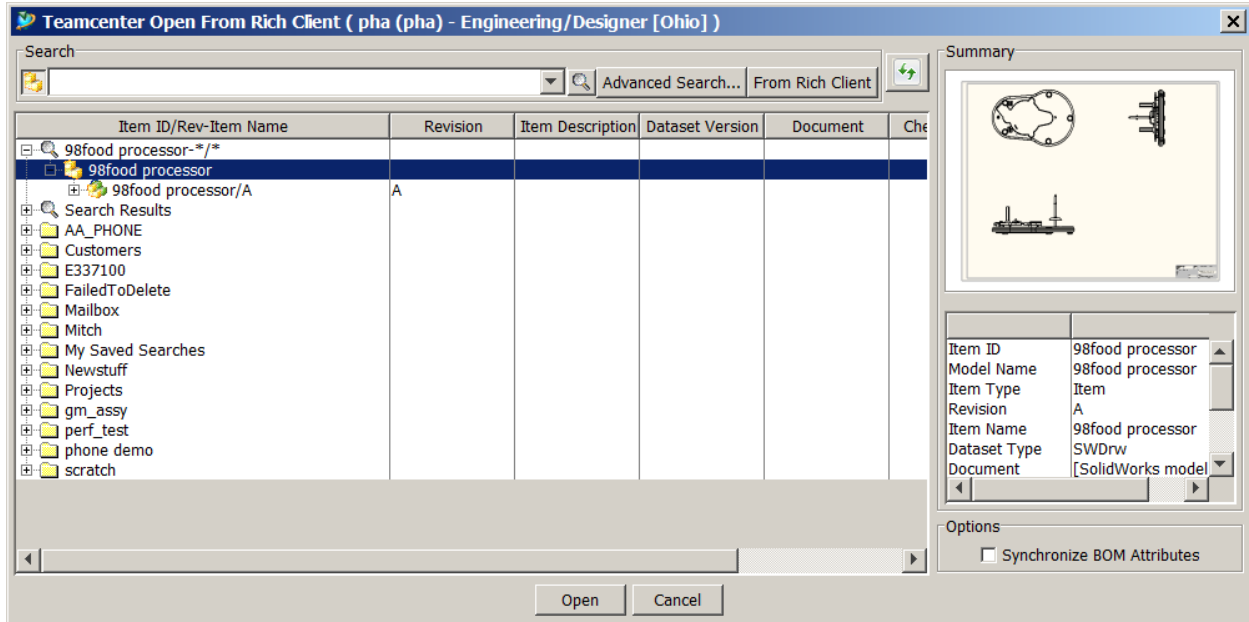 Teamcenter Open From Rich Client ( pha (pha) - Engineering/Designer [Ohio] )
Search
Advanced Search... From Rich Client
Item ID/Rev-Item Name Revision Item Description Dataset Version Document Che
98food processor-*/*
98food processor
98food processor/A A
Search Results
AA_PHONE
Customers
E337100
FailedToDelete
Mailbox
Mitch
My Saved Searches
Newstuff
Projects
gm_assy
perf_test
phone demo
scratch
Summary
Item ID 98food processor
Model Name 98food processor
Item Type Item
Revision A
Item Name 98food processor
Dataset Type SWDrw
Document [SolidWorks model
Options
Synchronize BOM Attributes
Open Cancel